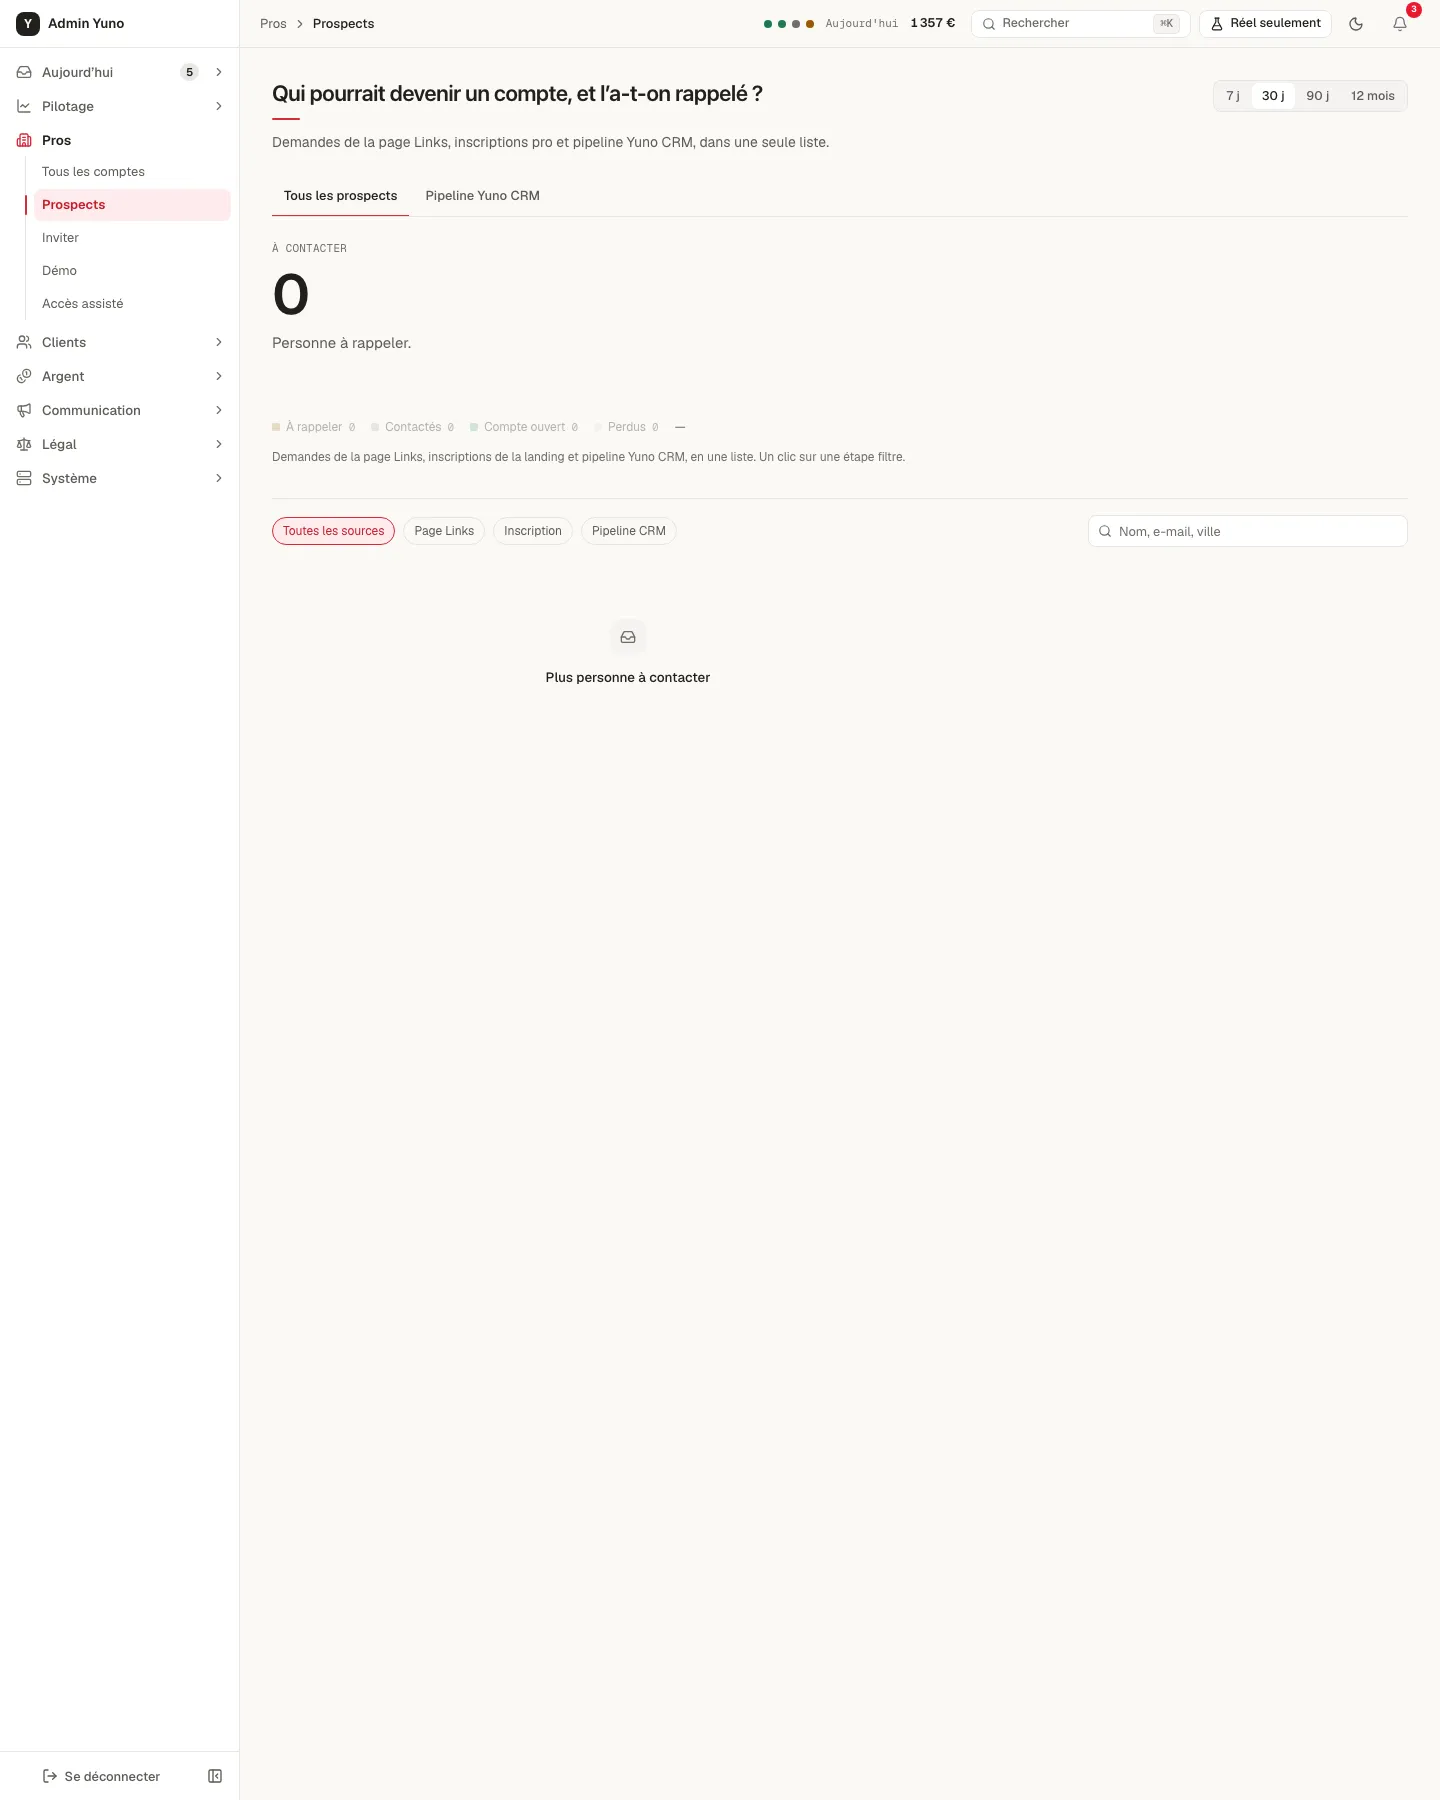 Y Admin Yuno
Pros > Prospects
Aujourd'hui 1 357 €
Rechercher ⌘K
Réel seulement
3
Aujourd’hui 5
Pilotage
Pros
Tous les comptes
Prospects
Inviter
Démo
Accès assisté
Clients
Argent
Communication
Légal
Système
Se déconnecter
Qui pourrait devenir un compte, et l’a-t-on rappelé ?
7 j 30 j 90 j 12 mois
Demandes de la page Links, inscriptions pro et pipeline Yuno CRM, dans une seule liste.
Tous les prospects Pipeline Yuno CRM
À CONTACTER
0
Personne à rappeler.
À rappeler 0 Contactés 0 Compte ouvert 0 Perdus 0 —
Demandes de la page Links, inscriptions de la landing et pipeline Yuno CRM, en une liste. Un clic sur une étape filtre.
Toutes les sources Page Links Inscription Pipeline CRM
Nom, e-mail, ville
Plus personne à contacter